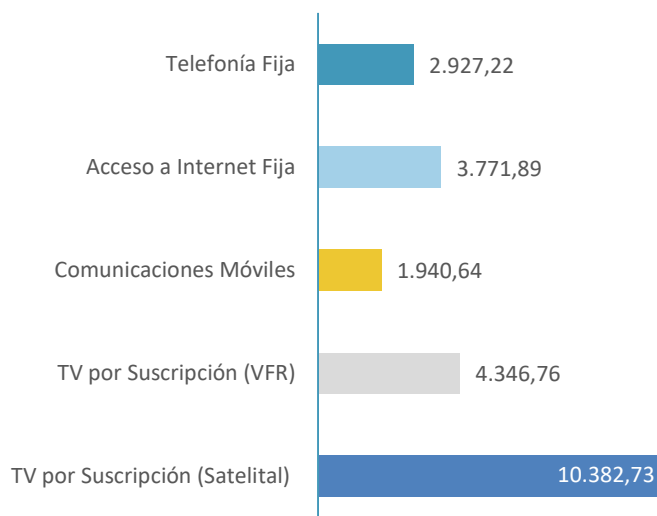 Telefonía Fija 2.927,22
Acceso a Internet Fija 3.771,89
Comunicaciones Móviles 1.940,64
TV por Suscripción (VFR) 4.346,76
TV por Suscripción (Satelital) 10.382,73